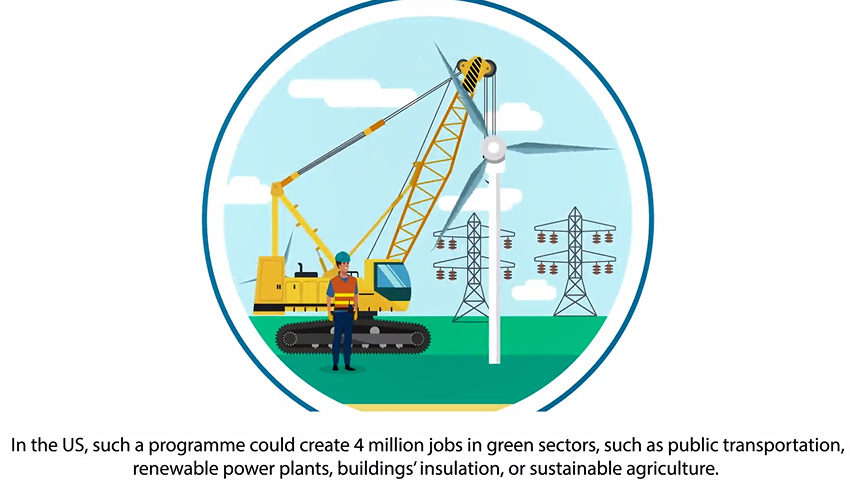 In the US, such a programme could create 4 million jobs in green sectors, such as public transportation,
renewable power plants, buildings’ insulation, or sustainable agriculture.